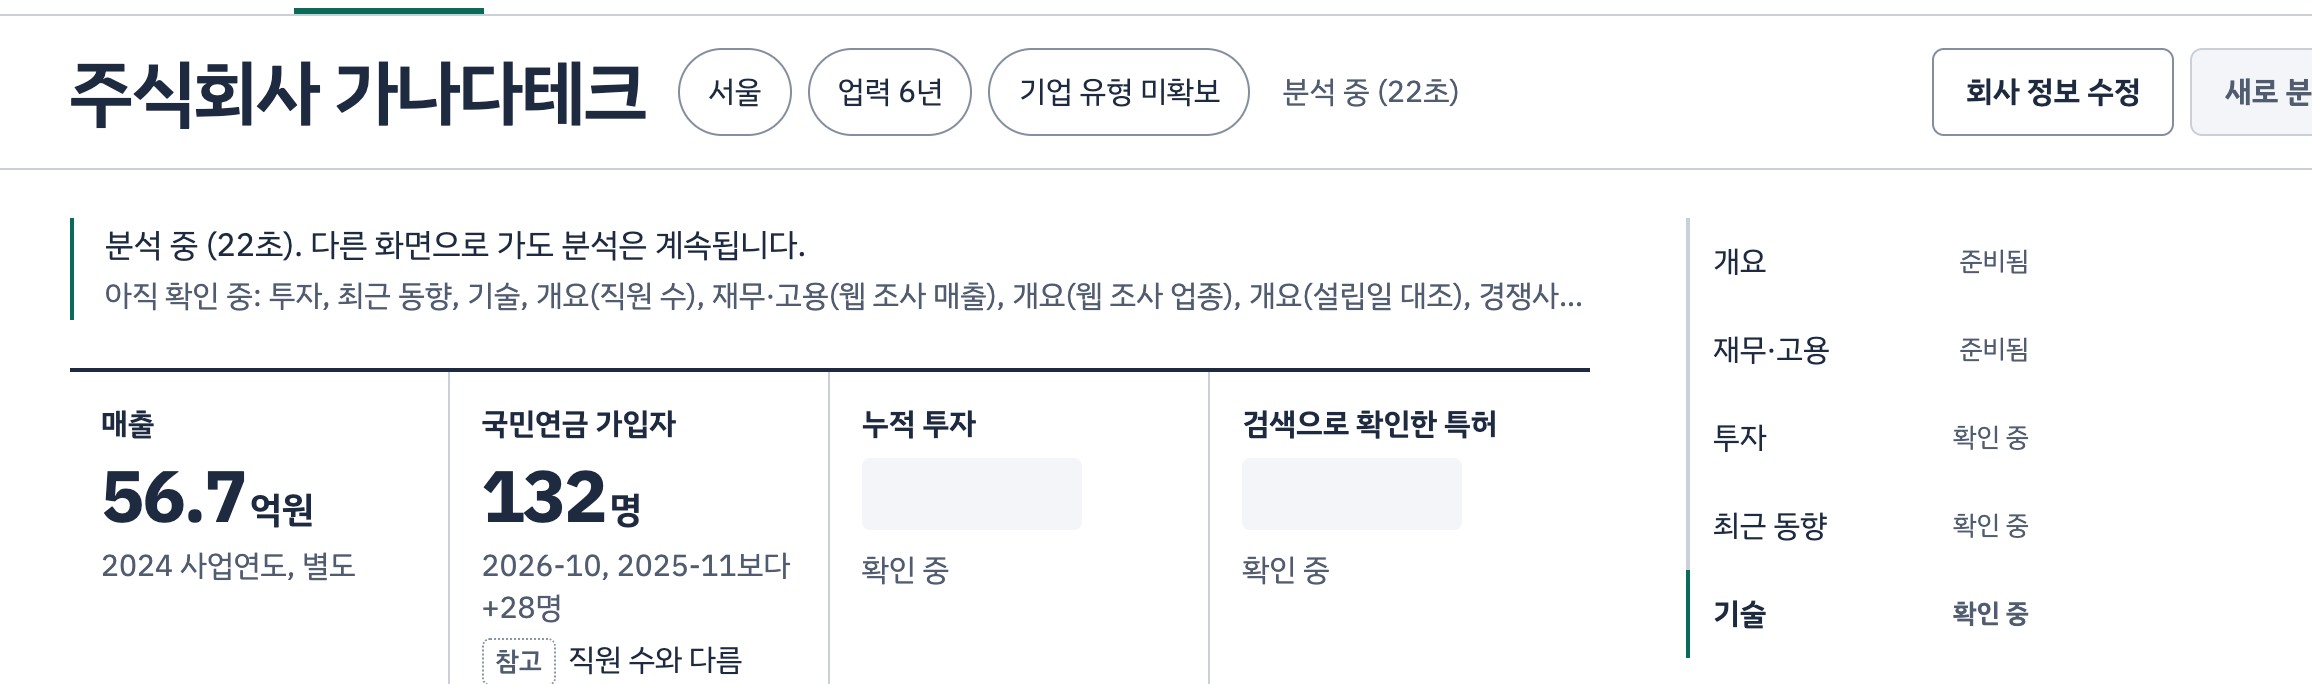 주식회사 가나다테크
서울
업력 6년
기업 유형 미확보
분석 중 (22초)
회사 정보 수정
새로 분
분석 중 (22초). 다른 화면으로 가도 분석은 계속됩니다.
아직 확인 중: 투자, 최근 동향, 기술, 개요(직원 수), 재무·고용(웹 조사 매출), 개요(웹 조사 업종), 개요(설립일 대조), 경쟁사...
매출
56.7억원
2024 사업연도, 별도
국민연금 가입자
132명
2026-10, 2025-11보다
+28명
참고 직원 수와 다름
누적 투자
확인 중
검색으로 확인한 특허
확인 중
개요 준비됨
재무·고용 준비됨
투자 확인 중
최근 동향 확인 중
기술 확인 중